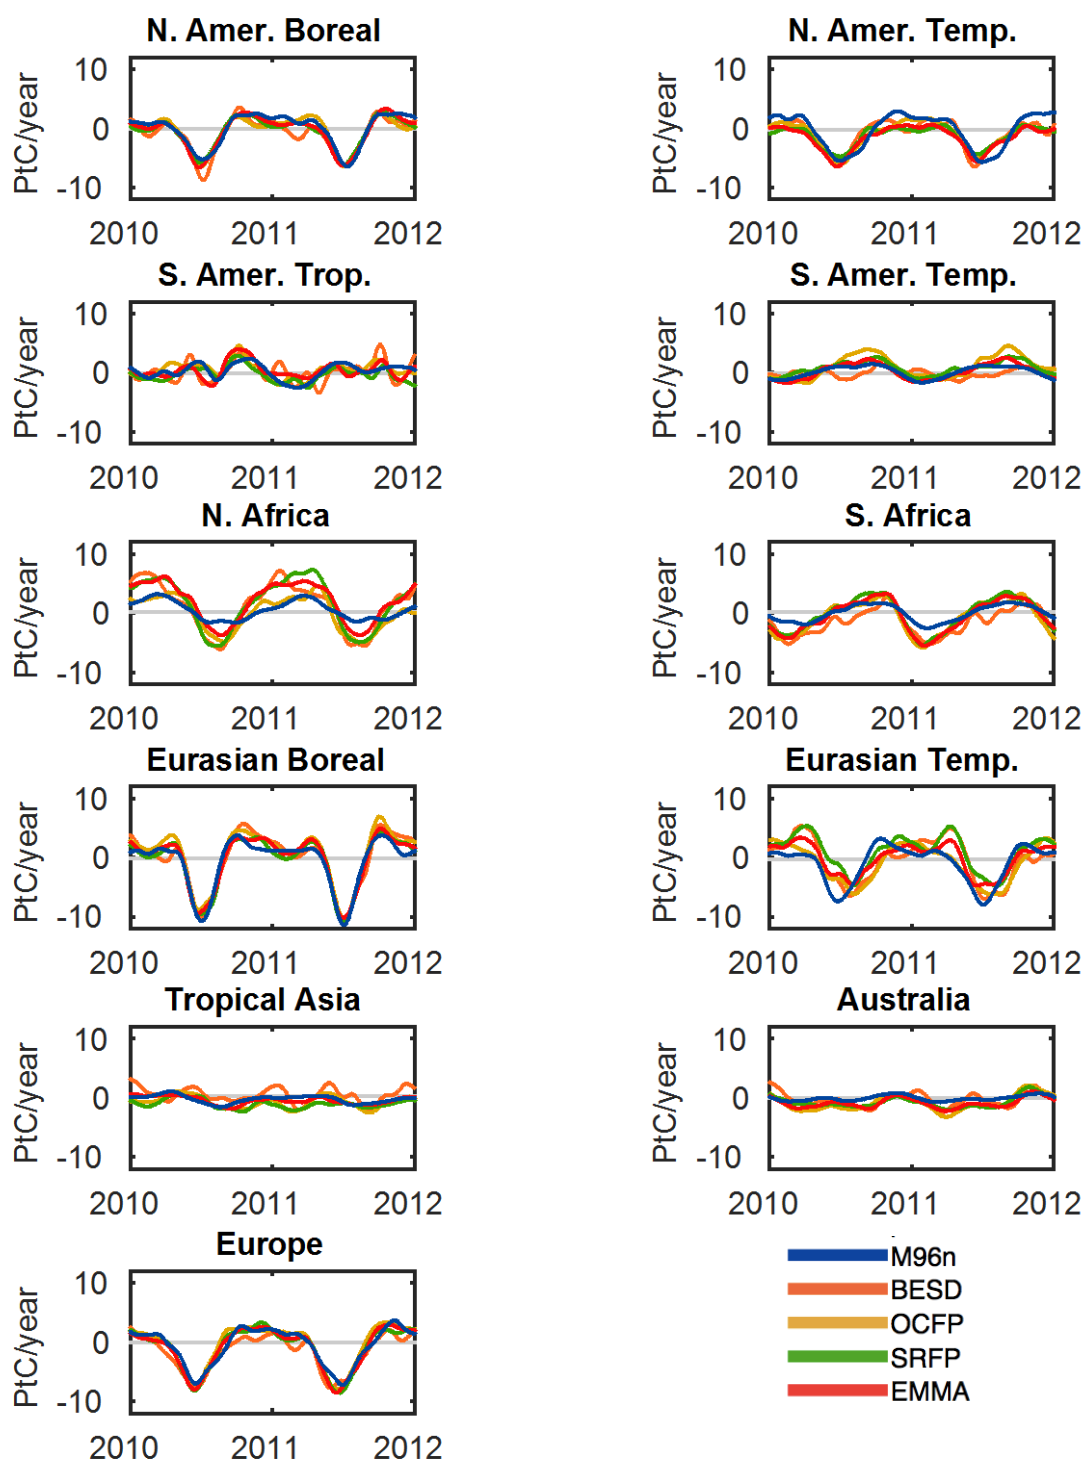 N. Amer. Boreal
N. Amer. Temp.
PtC/year
10
0
-10
2010 2011 2012
PtC/year
10
0
-10
2010 2011 2012
S. Amer. Trop.
S. Amer. Temp.
PtC/year
10
0
-10
2010 2011 2012
PtC/year
10
0
-10
2010 2011 2012
N. Africa
S. Africa
PtC/year
10
0
-10
2010 2011 2012
PtC/year
10
0
-10
2010 2011 2012
Eurasian Boreal
Eurasian Temp.
PtC/year
10
0
-10
2010 2011 2012
PtC/year
10
0
-10
2010 2011 2012
Tropical Asia
Australia
PtC/year
10
0
-10
2010 2011 2012
PtC/year
10
0
-10
2010 2011 2012
Europe
PtC/year
10
0
-10
2010 2011 2012
M96n
BESD
OCFP
SRFP
EMMA